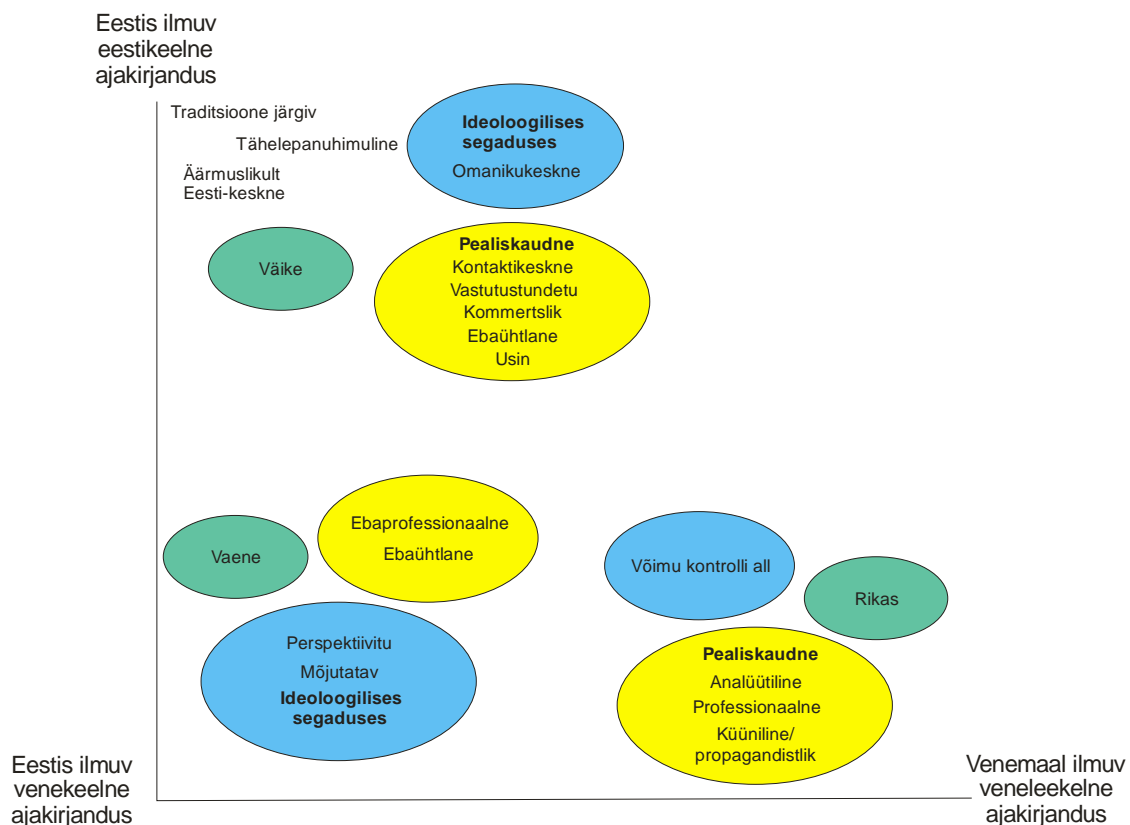 Eestis ilmuv
eestikeelne
ajakirjandus
Traditsioone järgiv
Tähelepanuhimuline
Äärmuslikult
Eesti-keskne
Ideoloogilises
segaduses
Omanikukeskne
Väike
Pealiskaudne
Kontaktikeskne
Vastutustundetu
Kommertslik
Ebaühtlane
Usin
Vaene
Ebaprofessionaalne
Ebaühtlane
Võimu kontrolli all
Rikas
Perspektiivitu
Mõjutatav
Ideoloogilises
segaduses
Pealiskaudne
Analüütiline
Professionaalne
Küüniline/
propagandistlik
Eestis ilmuv
venekeelne
ajakirjandus
Venemaal ilmuv
veneleekelne
ajakirjandus